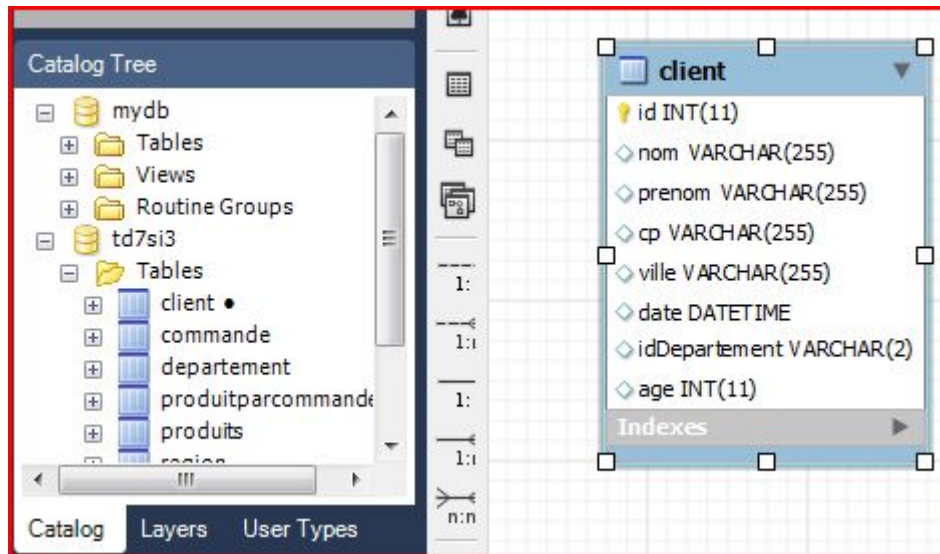 Catalog Tree
mydb
Tables
Views
Routine Groups
td7si3
Tables
client ●
commande
departement
produitparcommande
produits
region
Catalog Layers User Types
1:
1:n
1:
1:n
n:n
client
id INT(11)
nom VARCHAR(255)
prenom VARCHAR(255)
cp VARCHAR(255)
ville VARCHAR(255)
date DATETIME
idDepartement VARCHAR(2)
age INT(11)
Indexes